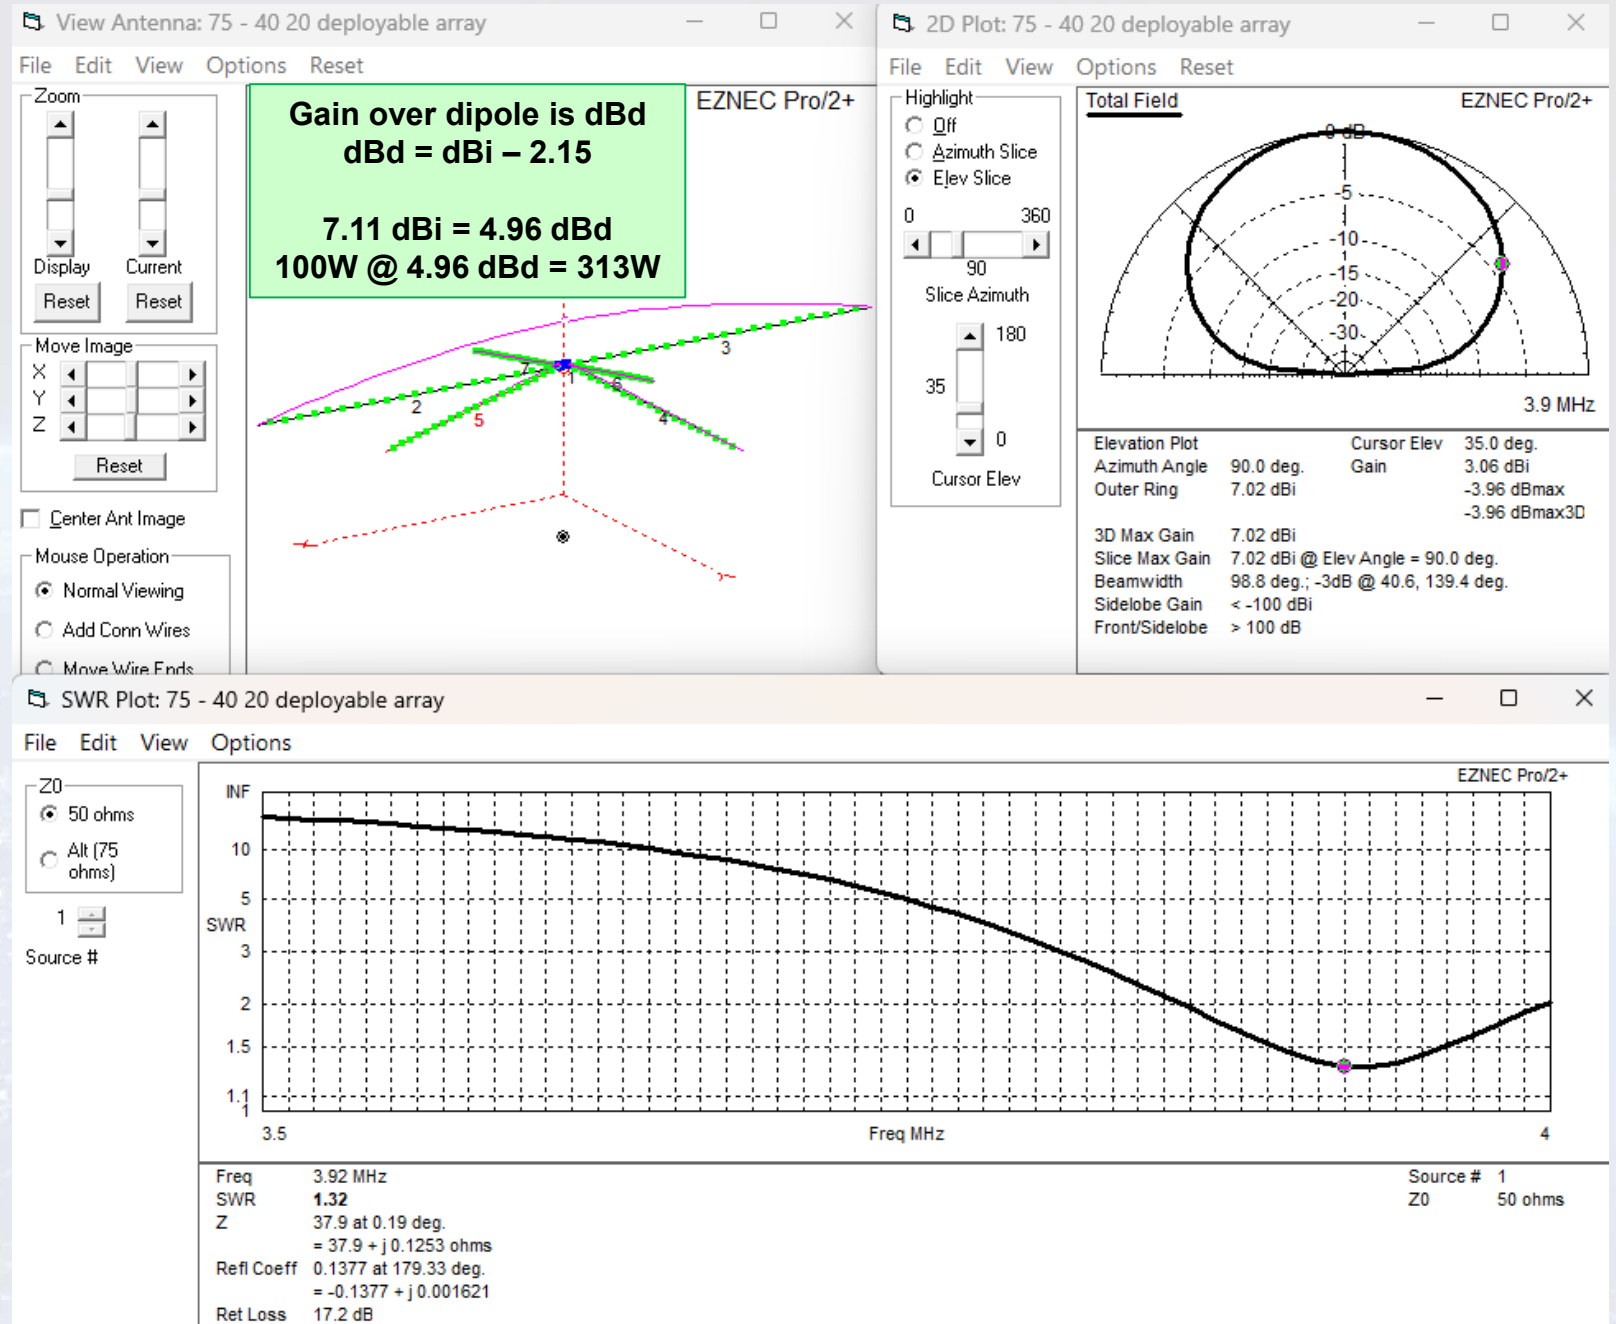 View Antenna: 75 - 40 20 deployable array
File Edit View Options Reset
Zoom
Display Current
Reset Reset
Move Image
X
Y
Z
Reset
Center Ant Image
Mouse Operation
Normal Viewing
Add Conn Wires
Move Wire Ends
Gain over dipole is dBd
dBd = dBi – 2.15
7.11 dBi = 4.96 dBd
100W @ 4.96 dBd = 313W
EZNEC Pro/2+
3
7
1
6
2
5
4
2D Plot: 75 - 40 20 deployable array
File Edit View Options Reset
Highlight
Off
Azimuth Slice
Elev Slice
0 360
90
Slice Azimuth
180
35
0
Cursor Elev
Total Field
EZNEC Pro/2+
0 dB
-5
-10
-15
-20
-30
3.9 MHz
Elevation Plot Cursor Elev 35.0 deg.
Azimuth Angle 90.0 deg. Gain 3.06 dBi
Outer Ring 7.02 dBi -3.96 dBmax
-3.96 dBmax3D
3D Max Gain 7.02 dBi
Slice Max Gain 7.02 dBi @ Elev Angle = 90.0 deg.
Beamwidth 98.8 deg.; -3dB @ 40.6, 139.4 deg.
Sidelobe Gain < -100 dBi
Front/Sidelobe > 100 dB
SWR Plot: 75 - 40 20 deployable array
File Edit View Options
Z0
50 ohms
Alt (75
ohms)
1
Source #
EZNEC Pro/2+
INF
10
5
SWR
3
2
1.5
1.1
1
3.5 Freq MHz 4
Freq 3.92 MHz Source # 1
SWR 1.32 Z0 50 ohms
Z 37.9 at 0.19 deg.
= 37.9 + j 0.1253 ohms
Refl Coeff 0.1377 at 179.33 deg.
= -0.1377 + j 0.001621
Ret Loss 17.2 dB